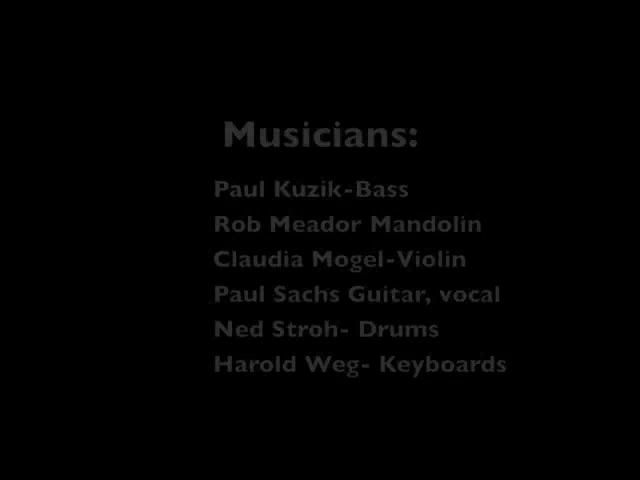 Musicians:
Paul Kuzik-Bass
Rob Meador Mandolin
Claudia Mogel-Violin
Paul Sachs Guitar, vocal
Ned Stroh- Drums
Harold Weg- Keyboards